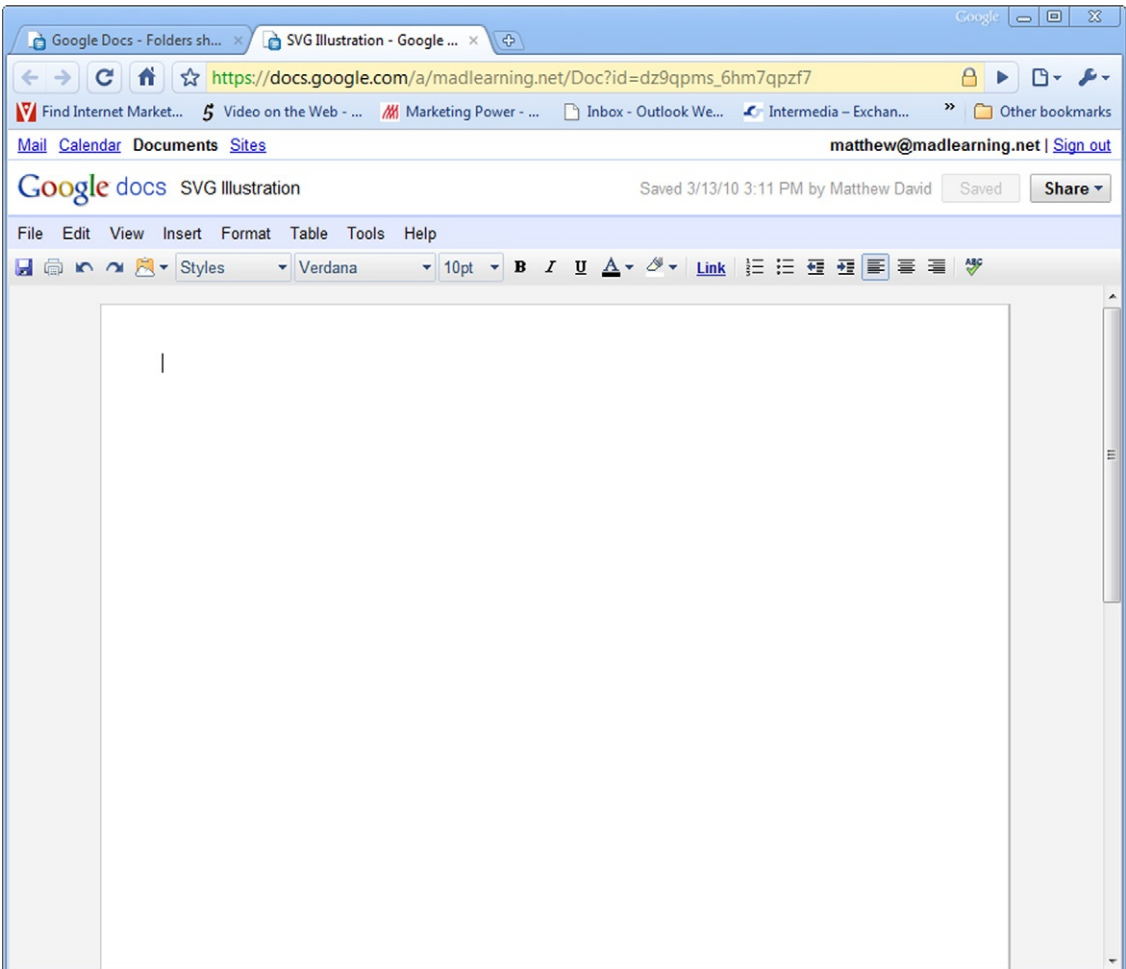 Google
Google Docs - Folders sh... SVG Illustration - Google ...
https://docs.google.com/a/madlearning.net/Doc?id=dz9qpms_6hm7qpzf7
Find Internet Market... 5 Video on the Web - ... Marketing Power - ... Inbox - Outlook We... Intermedia – Exchan... » Other bookmarks
Mail Calendar Documents Sites matthew@madlearning.net | Sign out
Google docs SVG Illustration Saved 3/13/10 3:11 PM by Matthew David Saved Share
File Edit View Insert Format Table Tools Help
Styles Verdana 10pt B I U A Link ABC